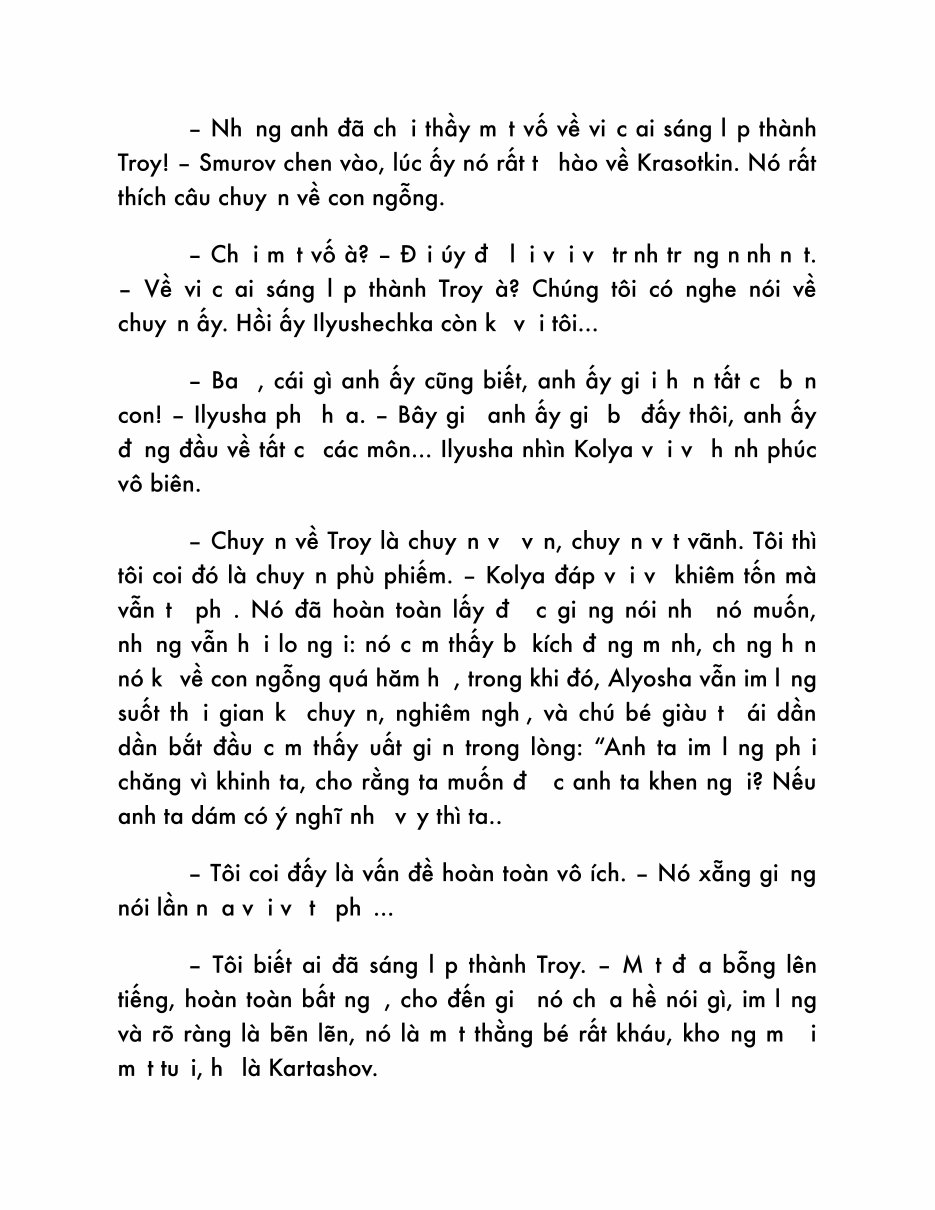 – Nh ng anh đã ch i thầy m t vố về vi c ai sáng l p thành
Troy! – Smurov chen vào, lúc ấy nó rất t hào về Krasotkin. Nó rất
thích câu chuy n về con ngỗng.
– Ch i m t vố à? – Đ i úy đ l i v i v tr nh tr ng n nh n t.
– Về vi c ai sáng l p thành Troy à? Chúng tôi có nghe nói về
chuy n ấy. Hồi ấy Ilyushechka còn k v i tôi...
– Ba , cái gì anh ấy cũng biết, anh ấy gi i h n tất c b n
con! – Ilyusha ph h a. – Bây gi anh ấy gi b đấy thôi, anh ấy
đ ng đầu về tất c các môn... Ilyusha nhìn Kolya v i v h nh phúc
vô biên.
– Chuy n về Troy là chuy n v v n, chuy n v t vãnh. Tôi thì
tôi coi đó là chuy n phù phiếm. – Kolya đáp v i v khiêm tốn mà
vẫn t ph . Nó đã hoàn toàn lấy đ c gi ng nói nh nó muốn,
nh ng vẫn h i lo ng i: nó c m thấy b kích đ ng m nh, ch ng h n
nó k về con ngỗng quá hăm h , trong khi đó, Alyosha vẫn im l ng
suốt th i gian k chuy n, nghiêm ngh , và chú bé giàu t ái dần
dần bắt đầu c m thấy uất gi n trong lòng: “Anh ta im l ng ph i
chăng vì khinh ta, cho rằng ta muốn đ c anh ta khen ng i? Nếu
anh ta dám có ý nghĩ nh v y thì ta..
– Tôi coi đấy là vấn đề hoàn toàn vô ích. – Nó xẵng gi ng
nói lần n a v i v t ph ...
– Tôi biết ai đã sáng l p thành Troy. – M t đ a bỗng lên
tiếng, hoàn toàn bất ng , cho đến gi nó ch a hề nói gì, im l ng
và rõ ràng là bẽn lẽn, nó là m t thằng bé rất kháu, kho ng m i
m t tu i, h là Kartashov.